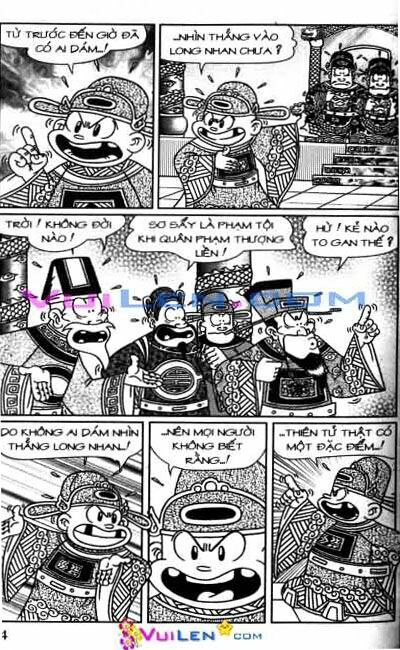 TỪ TRƯỚC ĐẾN GIỜ ĐÃ
CÓ AI DÁM...!
...NHÌN THẲNG VÀO
LONG NHAN CHƯA ?
TRỜI ! KHÔNG ĐỜI
NÀO !
SƠ SẨY LÀ PHẠM TỘI
KHI QUÂN PHẠM THƯỢNG
LIỀN !
HỪ ! KẺ NÀO
TO GAN THẾ ?
VUILEN.COM
DO KHÔNG AI DÁM NHÌN
THẲNG LONG NHAN...!
...NÊN MỌI NGƯỜI
KHÔNG BIẾT
RẰNG...!
...THIÊN TỬ THẬT CÓ
MỘT ĐẶC ĐIỂM...!
4
VUILEN.COM